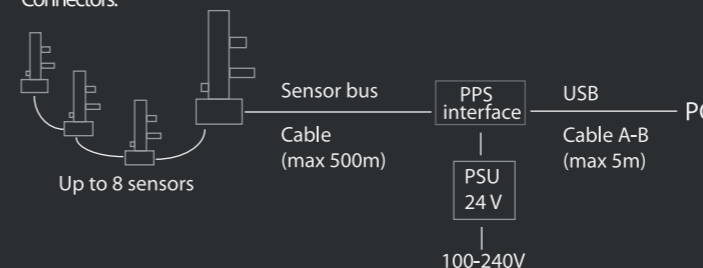 Connectors.
Sensor bus
Cable
(max 500m)
Up to 8 sensors
PPS
interface
PSU
24 V
100-240V
USB
Cable A-B
(max 5m)